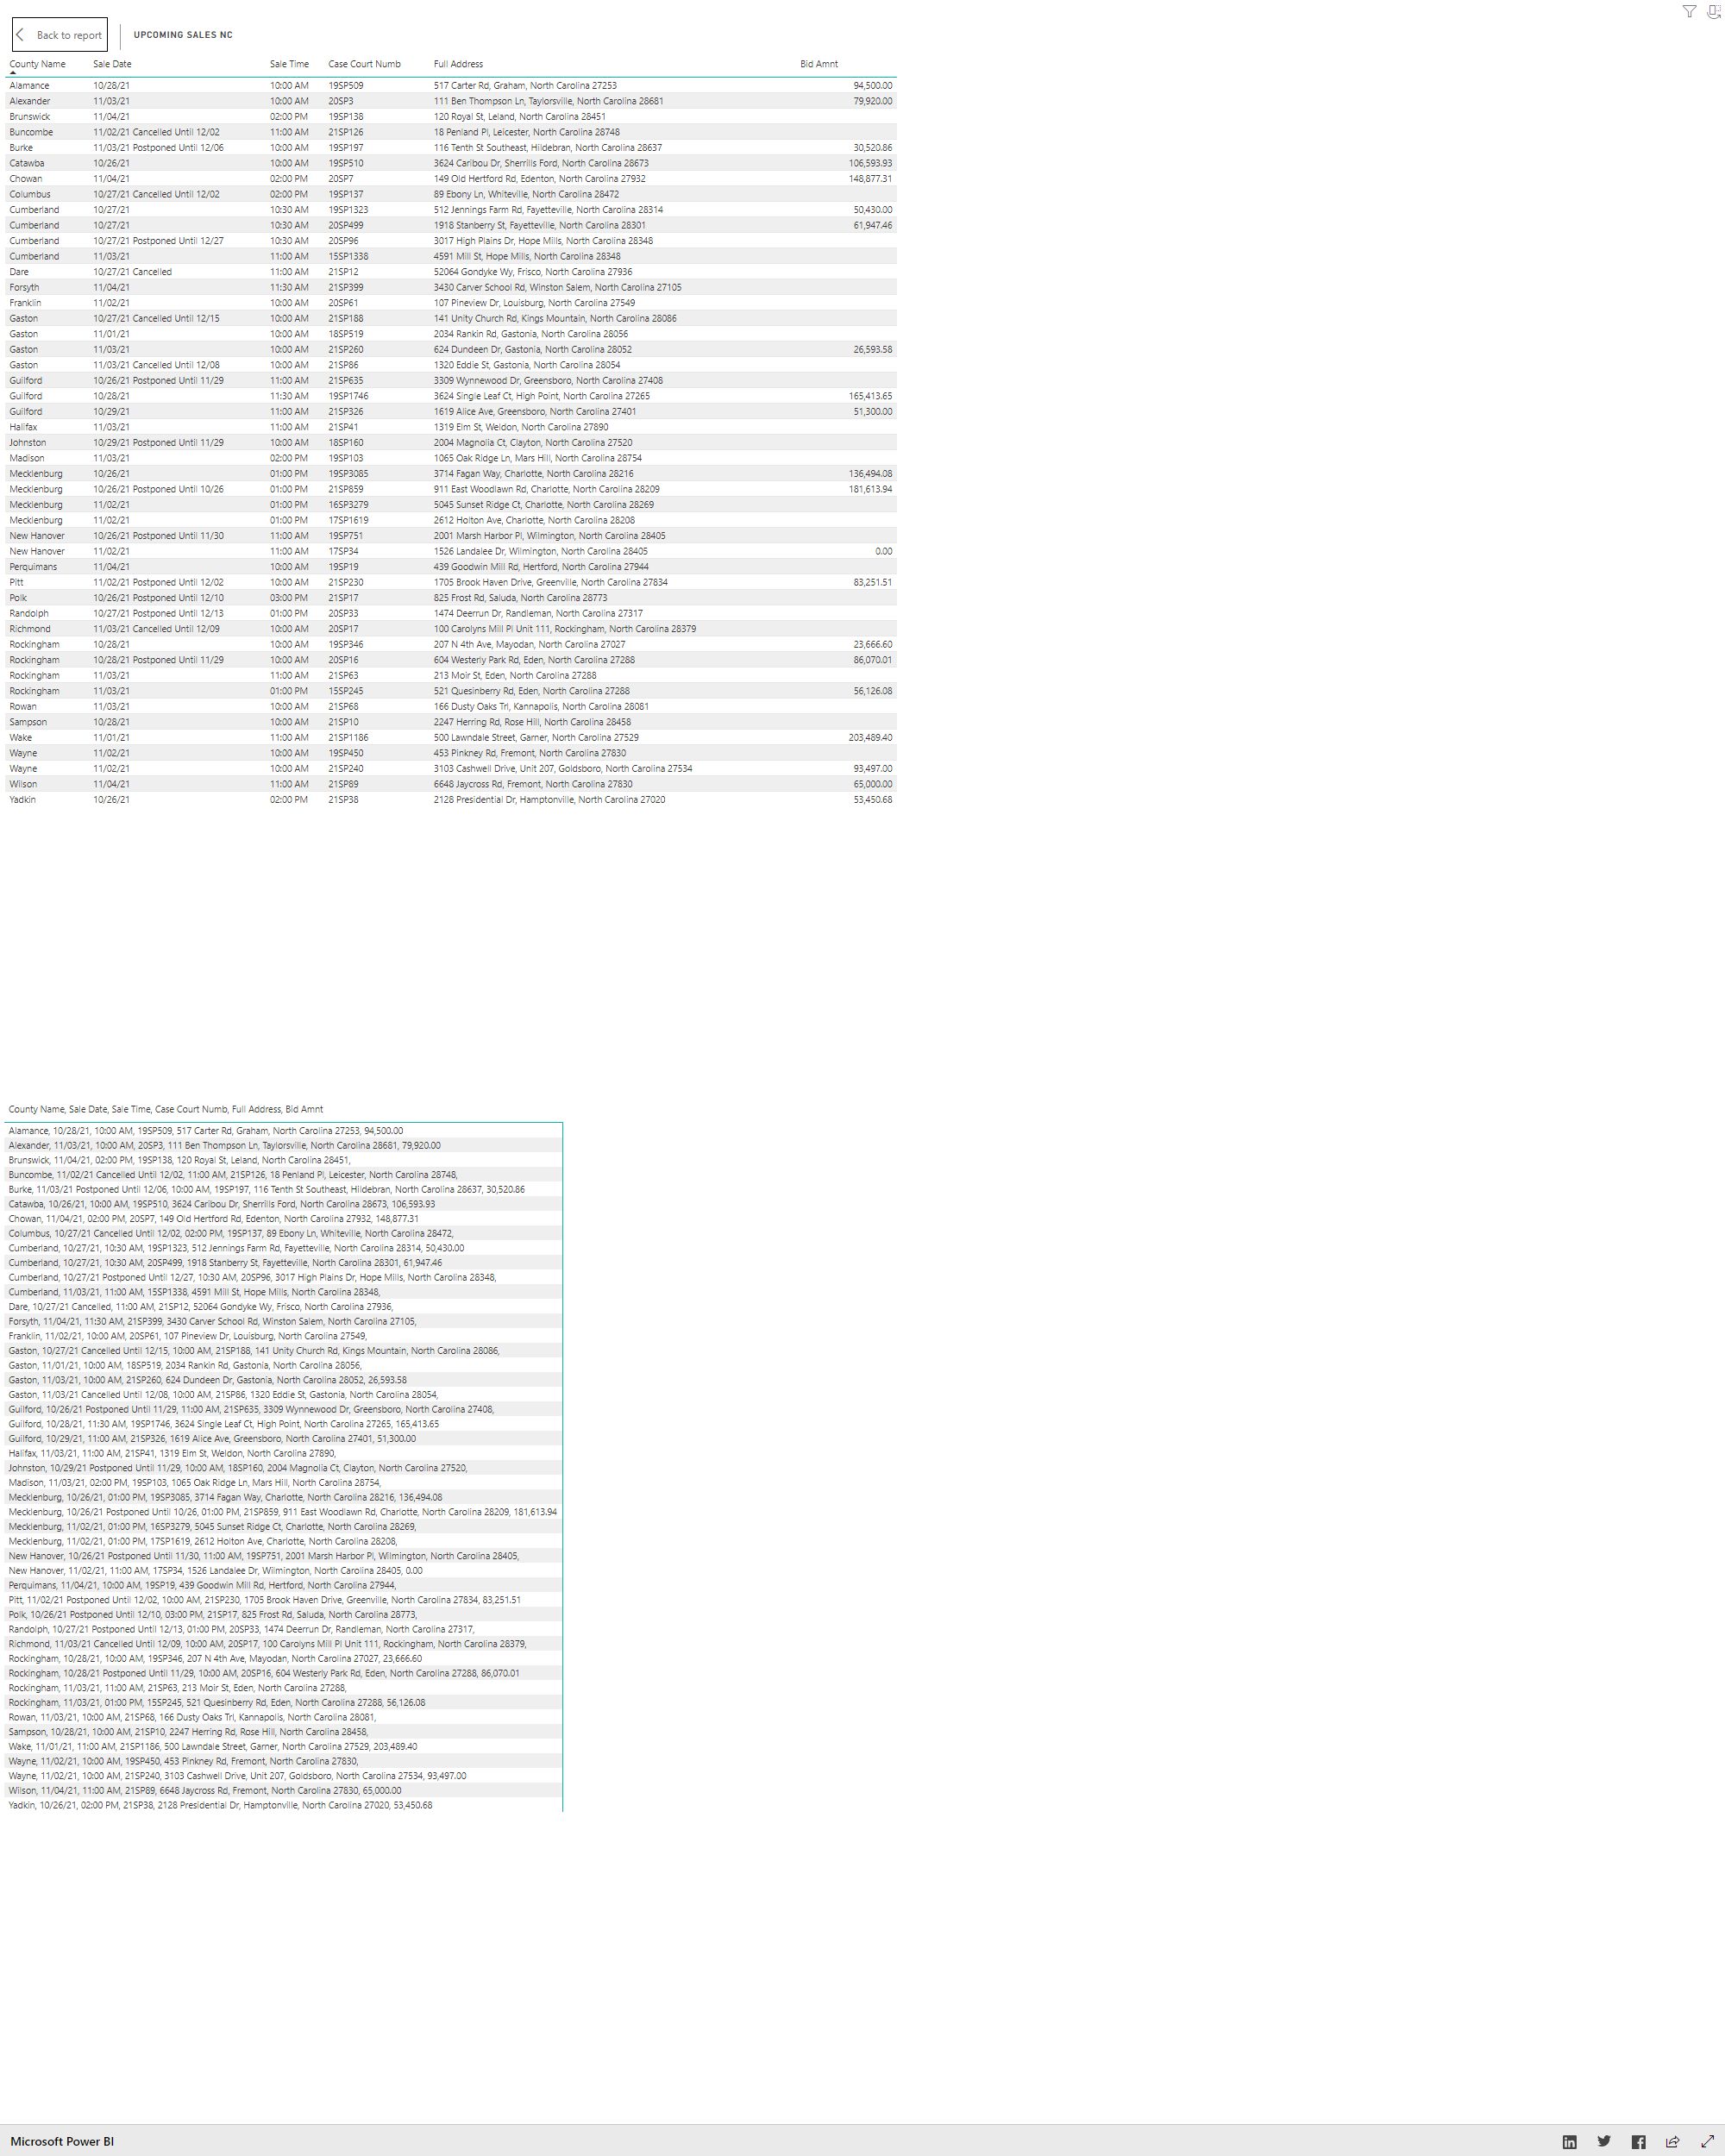 Back to report UPCOMING SALES NC
County Name Sale Date Sale Time Case Court Numb Full Address Bid Amnt
Alamance 10/28/21 10:00 AM 19SP509 517 Carter Rd, Graham, North Carolina 27253 94,500.00
Alexander 11/03/21 10:00 AM 20SP3 111 Ben Thompson Ln, Taylorsville, North Carolina 28681 79,920.00
Brunswick 11/04/21 02:00 PM 19SP138 120 Royal St, Leland, North Carolina 28451
Buncombe 11/02/21 Cancelled Until 12/02 11:00 AM 21SP126 18 Penland Pl, Leicester, North Carolina 28748
Burke 11/03/21 Postponed Until 12/06 10:00 AM 19SP197 116 Tenth St Southeast, Hildebran, North Carolina 28637 30,520.86
Catawba 10/26/21 10:00 AM 19SP510 3624 Caribou Dr, Sherrills Ford, North Carolina 28673 106,593.93
Chowan 11/04/21 02:00 PM 20SP7 149 Old Hertford Rd, Edenton, North Carolina 27932 148,877.31
Columbus 10/27/21 Cancelled Until 12/02 02:00 PM 19SP137 89 Ebony Ln, Whiteville, North Carolina 28472
Cumberland 10/27/21 10:30 AM 19SP1323 512 Jennings Farm Rd, Fayetteville, North Carolina 28314 50,430.00
Cumberland 10/27/21 10:30 AM 20SP499 1918 Stanberry St, Fayetteville, North Carolina 28301 61,947.46
Cumberland 10/27/21 Postponed Until 12/27 10:30 AM 20SP96 3017 High Plains Dr, Hope Mills, North Carolina 28348
Cumberland 11/03/21 11:00 AM 15SP1338 4591 Mill St, Hope Mills, North Carolina 28348
Dare 10/27/21 Cancelled 11:00 AM 21SP12 52064 Gondyke Wy, Frisco, North Carolina 27936
Forsyth 11/04/21 11:30 AM 21SP399 3430 Carver School Rd, Winston Salem, North Carolina 27105
Franklin 11/02/21 10:00 AM 20SP61 107 Pineview Dr, Louisburg, North Carolina 27549
Gaston 10/27/21 Cancelled Until 12/15 10:00 AM 21SP188 141 Unity Church Rd, Kings Mountain, North Carolina 28086
Gaston 11/01/21 10:00 AM 18SP519 2034 Rankin Rd, Gastonia, North Carolina 28056
Gaston 11/03/21 10:00 AM 21SP260 624 Dundeen Dr, Gastonia, North Carolina 28052 26,593.58
Gaston 11/03/21 Cancelled Until 12/08 10:00 AM 21SP86 1320 Eddie St, Gastonia, North Carolina 28054
Guilford 10/26/21 Postponed Until 11/29 11:00 AM 21SP635 3309 Wynnewood Dr, Greensboro, North Carolina 27408
Guilford 10/28/21 11:30 AM 19SP1746 3624 Single Leaf Ct, High Point, North Carolina 27265 165,413.65
Guilford 10/29/21 11:00 AM 21SP326 1619 Alice Ave, Greensboro, North Carolina 27401 51,300.00
Halifax 11/03/21 11:00 AM 21SP41 1319 Elm St, Weldon, North Carolina 27890
Johnston 10/29/21 Postponed Until 11/29 10:00 AM 18SP160 2004 Magnolia Ct, Clayton, North Carolina 27520
Madison 11/03/21 02:00 PM 19SP103 1065 Oak Ridge Ln, Mars Hill, North Carolina 28754
Mecklenburg 10/26/21 01:00 PM 19SP3085 3714 Fagan Way, Charlotte, North Carolina 28216 136,494.08
Mecklenburg 10/26/21 Postponed Until 10/26 01:00 PM 21SP859 911 East Woodlawn Rd, Charlotte, North Carolina 28209 181,613.94
Mecklenburg 11/02/21 01:00 PM 16SP3279 5045 Sunset Ridge Ct, Charlotte, North Carolina 28269
Mecklenburg 11/02/21 01:00 PM 17SP1619 2612 Holton Ave, Charlotte, North Carolina 28208
New Hanover 10/26/21 Postponed Until 11/30 11:00 AM 19SP751 2001 Marsh Harbor Pl, Wilmington, North Carolina 28405
New Hanover 11/02/21 11:00 AM 17SP34 1526 Landalee Dr, Wilmington, North Carolina 28405 0.00
Perquimans 11/04/21 10:00 AM 19SP19 439 Goodwin Mill Rd, Hertford, North Carolina 27944
Pitt 11/02/21 Postponed Until 12/02 10:00 AM 21SP230 1705 Brook Haven Drive, Greenville, North Carolina 27834 83,251.51
Polk 10/26/21 Postponed Until 12/10 03:00 PM 21SP17 825 Frost Rd, Saluda, North Carolina 28773
Randolph 10/27/21 Postponed Until 12/13 01:00 PM 20SP33 1474 Deerrun Dr, Randleman, North Carolina 27317
Richmond 11/03/21 Cancelled Until 12/09 10:00 AM 20SP17 100 Carolyns Mill Pl Unit 111, Rockingham, North Carolina 28379
Rockingham 10/28/21 10:00 AM 19SP346 207 N 4th Ave, Mayodan, North Carolina 27027 23,666.60
Rockingham 10/28/21 Postponed Until 11/29 10:00 AM 20SP16 604 Westerly Park Rd, Eden, North Carolina 27288 86,070.01
Rockingham 11/03/21 11:00 AM 21SP63 213 Moir St, Eden, North Carolina 27288
Rockingham 11/03/21 01:00 PM 15SP245 521 Quesinberry Rd, Eden, North Carolina 27288 56,126.08
Rowan 11/03/21 10:00 AM 21SP68 166 Dusty Oaks Trl, Kannapolis, North Carolina 28081
Sampson 10/28/21 10:00 AM 21SP10 2247 Herring Rd, Rose Hill, North Carolina 28458
Wake 11/01/21 11:00 AM 21SP1186 500 Lawndale Street, Garner, North Carolina 27529 203,489.40
Wayne 11/02/21 10:00 AM 19SP450 453 Pinkney Rd, Fremont, North Carolina 27830
Wayne 11/02/21 10:00 AM 21SP240 3103 Cashwell Drive, Unit 207, Goldsboro, North Carolina 27534 93,497.00
Wilson 11/04/21 11:00 AM 21SP89 6648 Jaycross Rd, Fremont, North Carolina 27830 65,000.00
Yadkin 10/26/21 02:00 PM 21SP38 2128 Presidential Dr, Hamptonville, North Carolina 27020 53,450.68
County Name, Sale Date, Sale Time, Case Court Numb, Full Address, Bid Amnt
Alamance, 10/28/21, 10:00 AM, 19SP509, 517 Carter Rd, Graham, North Carolina 27253, 94,500.00
Alexander, 11/03/21, 10:00 AM, 20SP3, 111 Ben Thompson Ln, Taylorsville, North Carolina 28681, 79,920.00
Brunswick, 11/04/21, 02:00 PM, 19SP138, 120 Royal St, Leland, North Carolina 28451,
Buncombe, 11/02/21 Cancelled Until 12/02, 11:00 AM, 21SP126, 18 Penland Pl, Leicester, North Carolina 28748,
Burke, 11/03/21 Postponed Until 12/06, 10:00 AM, 19SP197, 116 Tenth St Southeast, Hildebran, North Carolina 28637, 30,520.86
Catawba, 10/26/21, 10:00 AM, 19SP510, 3624 Caribou Dr, Sherrills Ford, North Carolina 28673, 106,593.93
Chowan, 11/04/21, 02:00 PM, 20SP7, 149 Old Hertford Rd, Edenton, North Carolina 27932, 148,877.31
Columbus, 10/27/21 Cancelled Until 12/02, 02:00 PM, 19SP137, 89 Ebony Ln, Whiteville, North Carolina 28472,
Cumberland, 10/27/21, 10:30 AM, 19SP1323, 512 Jennings Farm Rd, Fayetteville, North Carolina 28314, 50,430.00
Cumberland, 10/27/21, 10:30 AM, 20SP499, 1918 Stanberry St, Fayetteville, North Carolina 28301, 61,947.46
Cumberland, 10/27/21 Postponed Until 12/27, 10:30 AM, 20SP96, 3017 High Plains Dr, Hope Mills, North Carolina 28348,
Cumberland, 11/03/21, 11:00 AM, 15SP1338, 4591 Mill St, Hope Mills, North Carolina 28348,
Dare, 10/27/21 Cancelled, 11:00 AM, 21SP12, 52064 Gondyke Wy, Frisco, North Carolina 27936,
Forsyth, 11/04/21, 11:30 AM, 21SP399, 3430 Carver School Rd, Winston Salem, North Carolina 27105,
Franklin, 11/02/21, 10:00 AM, 20SP61, 107 Pineview Dr, Louisburg, North Carolina 27549,
Gaston, 10/27/21 Cancelled Until 12/15, 10:00 AM, 21SP188, 141 Unity Church Rd, Kings Mountain, North Carolina 28086,
Gaston, 11/01/21, 10:00 AM, 18SP519, 2034 Rankin Rd, Gastonia, North Carolina 28056,
Gaston, 11/03/21, 10:00 AM, 21SP260, 624 Dundeen Dr, Gastonia, North Carolina 28052, 26,593.58
Gaston, 11/03/21 Cancelled Until 12/08, 10:00 AM, 21SP86, 1320 Eddie St, Gastonia, North Carolina 28054,
Guilford, 10/26/21 Postponed Until 11/29, 11:00 AM, 21SP635, 3309 Wynnewood Dr, Greensboro, North Carolina 27408,
Guilford, 10/28/21, 11:30 AM, 19SP1746, 3624 Single Leaf Ct, High Point, North Carolina 27265, 165,413.65
Guilford, 10/29/21, 11:00 AM, 21SP326, 1619 Alice Ave, Greensboro, North Carolina 27401, 51,300.00
Halifax, 11/03/21, 11:00 AM, 21SP41, 1319 Elm St, Weldon, North Carolina 27890,
Johnston, 10/29/21 Postponed Until 11/29, 10:00 AM, 18SP160, 2004 Magnolia Ct, Clayton, North Carolina 27520,
Madison, 11/03/21, 02:00 PM, 19SP103, 1065 Oak Ridge Ln, Mars Hill, North Carolina 28754,
Mecklenburg, 10/26/21, 01:00 PM, 19SP3085, 3714 Fagan Way, Charlotte, North Carolina 28216, 136,494.08
Mecklenburg, 10/26/21 Postponed Until 10/26, 01:00 PM, 21SP859, 911 East Woodlawn Rd, Charlotte, North Carolina 28209, 181,613.94
Mecklenburg, 11/02/21, 01:00 PM, 16SP3279, 5045 Sunset Ridge Ct, Charlotte, North Carolina 28269,
Mecklenburg, 11/02/21, 01:00 PM, 17SP1619, 2612 Holton Ave, Charlotte, North Carolina 28208,
New Hanover, 10/26/21 Postponed Until 11/30, 11:00 AM, 19SP751, 2001 Marsh Harbor Pl, Wilmington, North Carolina 28405,
New Hanover, 11/02/21, 11:00 AM, 17SP34, 1526 Landalee Dr, Wilmington, North Carolina 28405, 0.00
Perquimans, 11/04/21, 10:00 AM, 19SP19, 439 Goodwin Mill Rd, Hertford, North Carolina 27944,
Pitt, 11/02/21 Postponed Until 12/02, 10:00 AM, 21SP230, 1705 Brook Haven Drive, Greenville, North Carolina 27834, 83,251.51
Polk, 10/26/21 Postponed Until 12/10, 03:00 PM, 21SP17, 825 Frost Rd, Saluda, North Carolina 28773,
Randolph, 10/27/21 Postponed Until 12/13, 01:00 PM, 20SP33, 1474 Deerrun Dr, Randleman, North Carolina 27317,
Richmond, 11/03/21 Cancelled Until 12/09, 10:00 AM, 20SP17, 100 Carolyns Mill Pl Unit 111, Rockingham, North Carolina 28379,
Rockingham, 10/28/21, 10:00 AM, 19SP346, 207 N 4th Ave, Mayodan, North Carolina 27027, 23,666.60
Rockingham, 10/28/21 Postponed Until 11/29, 10:00 AM, 20SP16, 604 Westerly Park Rd, Eden, North Carolina 27288, 86,070.01
Rockingham, 11/03/21, 11:00 AM, 21SP63, 213 Moir St, Eden, North Carolina 27288,
Rockingham, 11/03/21, 01:00 PM, 15SP245, 521 Quesinberry Rd, Eden, North Carolina 27288, 56,126.08
Rowan, 11/03/21, 10:00 AM, 21SP68, 166 Dusty Oaks Trl, Kannapolis, North Carolina 28081,
Sampson, 10/28/21, 10:00 AM, 21SP10, 2247 Herring Rd, Rose Hill, North Carolina 28458,
Wake, 11/01/21, 11:00 AM, 21SP1186, 500 Lawndale Street, Garner, North Carolina 27529, 203,489.40
Wayne, 11/02/21, 10:00 AM, 19SP450, 453 Pinkney Rd, Fremont, North Carolina 27830,
Wayne, 11/02/21, 10:00 AM, 21SP240, 3103 Cashwell Drive, Unit 207, Goldsboro, North Carolina 27534, 93,497.00
Wilson, 11/04/21, 11:00 AM, 21SP89, 6648 Jaycross Rd, Fremont, North Carolina 27830, 65,000.00
Yadkin, 10/26/21, 02:00 PM, 21SP38, 2128 Presidential Dr, Hamptonville, North Carolina 27020, 53,450.68
Microsoft Power BI